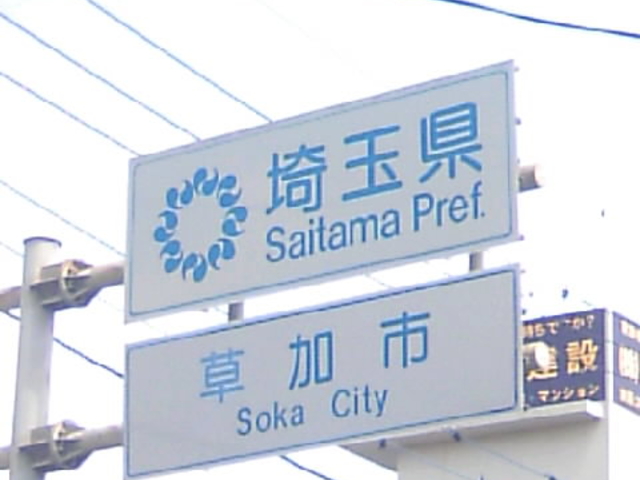 埼玉県
Saitama Pref.
草加市
Soka City
建設
マンション